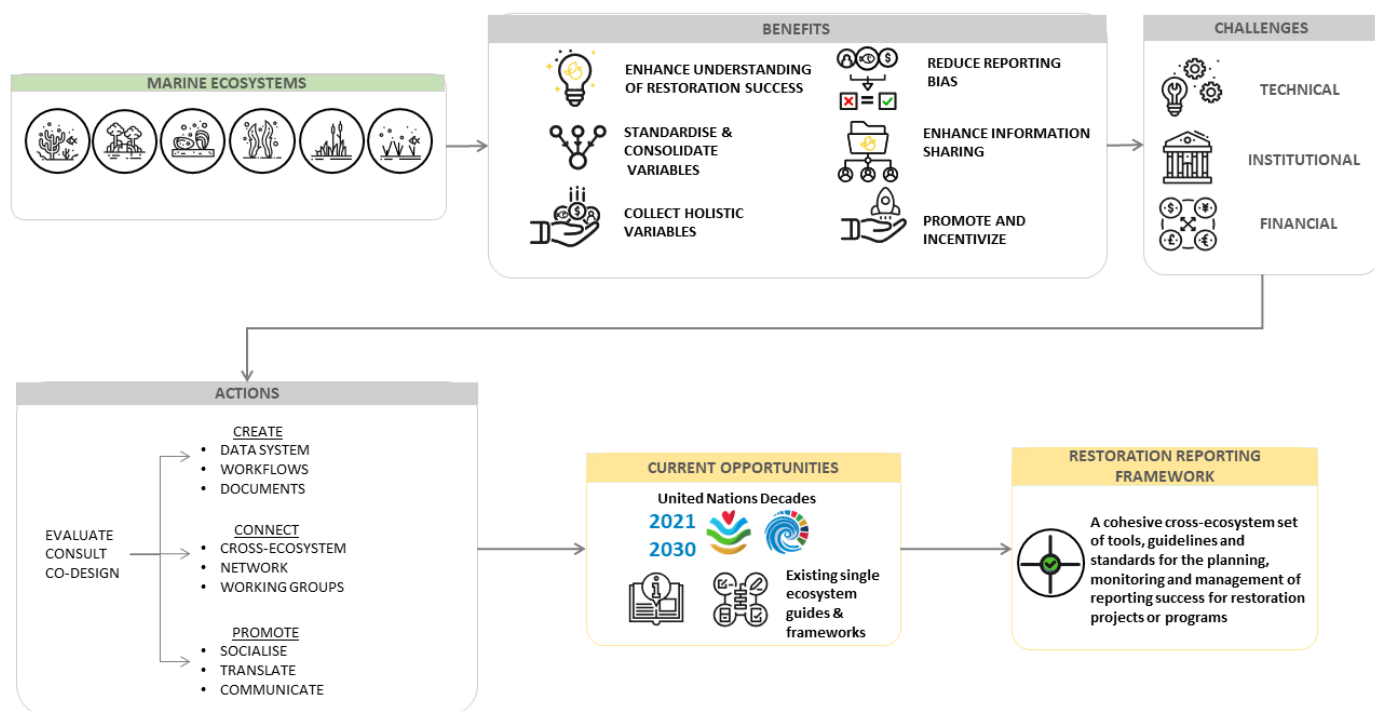 MARINE ECOSYSTEMS
BENEFITS
ENHANCE UNDERSTANDING
OF RESTORATION SUCCESS
STANDARDISE &
CONSOLIDATE
VARIABLES
COLLECT HOLISTIC
VARIABLES
REDUCE REPORTING
BIAS
ENHANCE INFORMATION
SHARING
PROMOTE AND
INCENTIVIZE
CHALLENGES
TECHNICAL
INSTITUTIONAL
FINANCIAL
ACTIONS
EVALUATE
CONSULT
CO-DESIGN
CREATE
• DATA SYSTEM
• WORKFLOWS
• DOCUMENTS
CONNECT
• CROSS-ECOSYSTEM
• NETWORK
• WORKING GROUPS
PROMOTE
• SOCIALISE
• TRANSLATE
• COMMUNICATE
CURRENT OPPORTUNITIES
United Nations Decades
2021
2030
Existing single
ecosystem
guides &
frameworks
RESTORATION REPORTING
FRAMEWORK
A cohesive cross-ecosystem set
of tools, guidelines and
standards for the planning,
monitoring and management of
reporting success for restoration
projects or programs